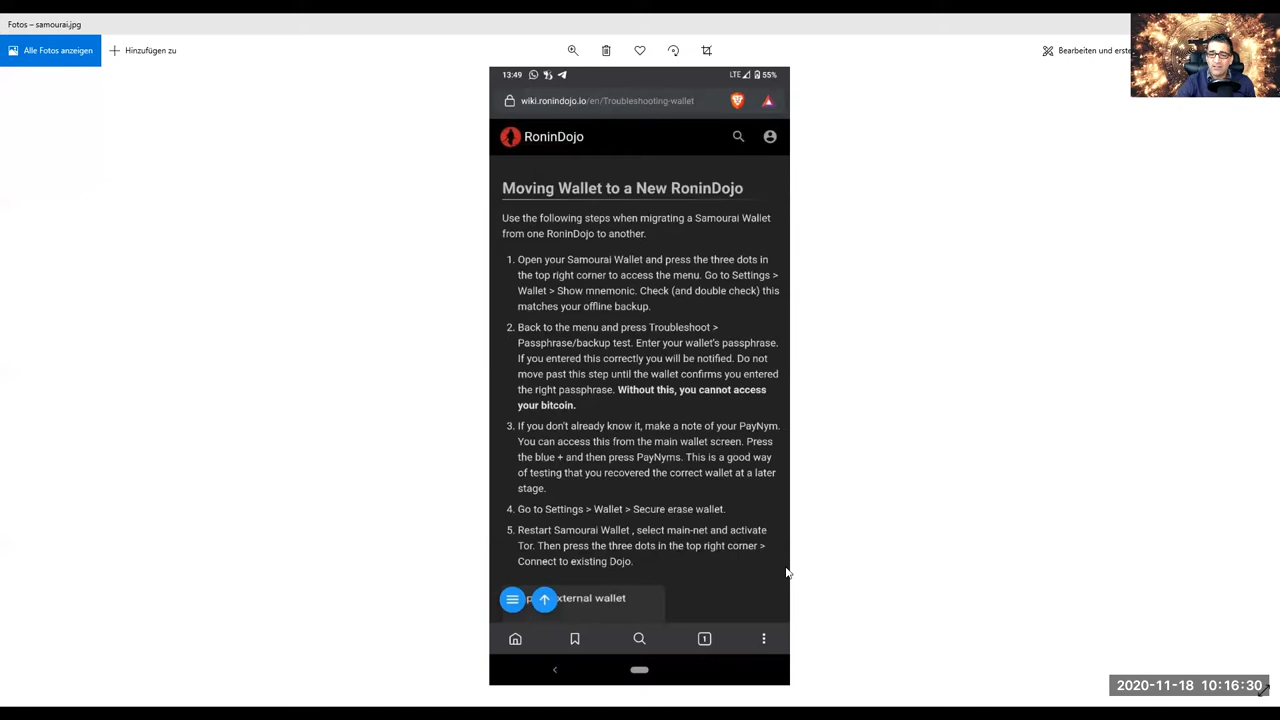 Fotos – samourai.jpg
Alle Fotos anzeigen
Hinzufügen zu
Bearbeiten und erste
13:49
LTE
55%
wiki.ronindojo.io/en/Troubleshooting-wallet
RoninDojo
Moving Wallet to a New RoninDojo
Use the following steps when migrating a Samourai Wallet
from one RoninDojo to another.
1. Open your Samourai Wallet and press the three dots in
the top right corner to access the menu. Go to Settings >
Wallet > Show mnemonic. Check (and double check) this
matches your offline backup.
2. Back to the menu and press Troubleshoot >
Passphrase/backup test. Enter your wallet's passphrase.
If you entered this correctly you will be notified. Do not
move past this step until the wallet confirms you entered
the right passphrase. Without this, you cannot access
your bitcoin.
3. If you don't already know it, make a note of your PayNym.
You can access this from the main wallet screen. Press
the blue + and then press PayNyms. This is a good way
of testing that you recovered the correct wallet at a later
stage.
4. Go to Settings > Wallet > Secure erase wallet.
5. Restart Samourai Wallet , select main-net and activate
Tor. Then press the three dots in the top right corner >
Connect to existing Dojo.
xternal wallet
1
2020-11-18 10:16:30